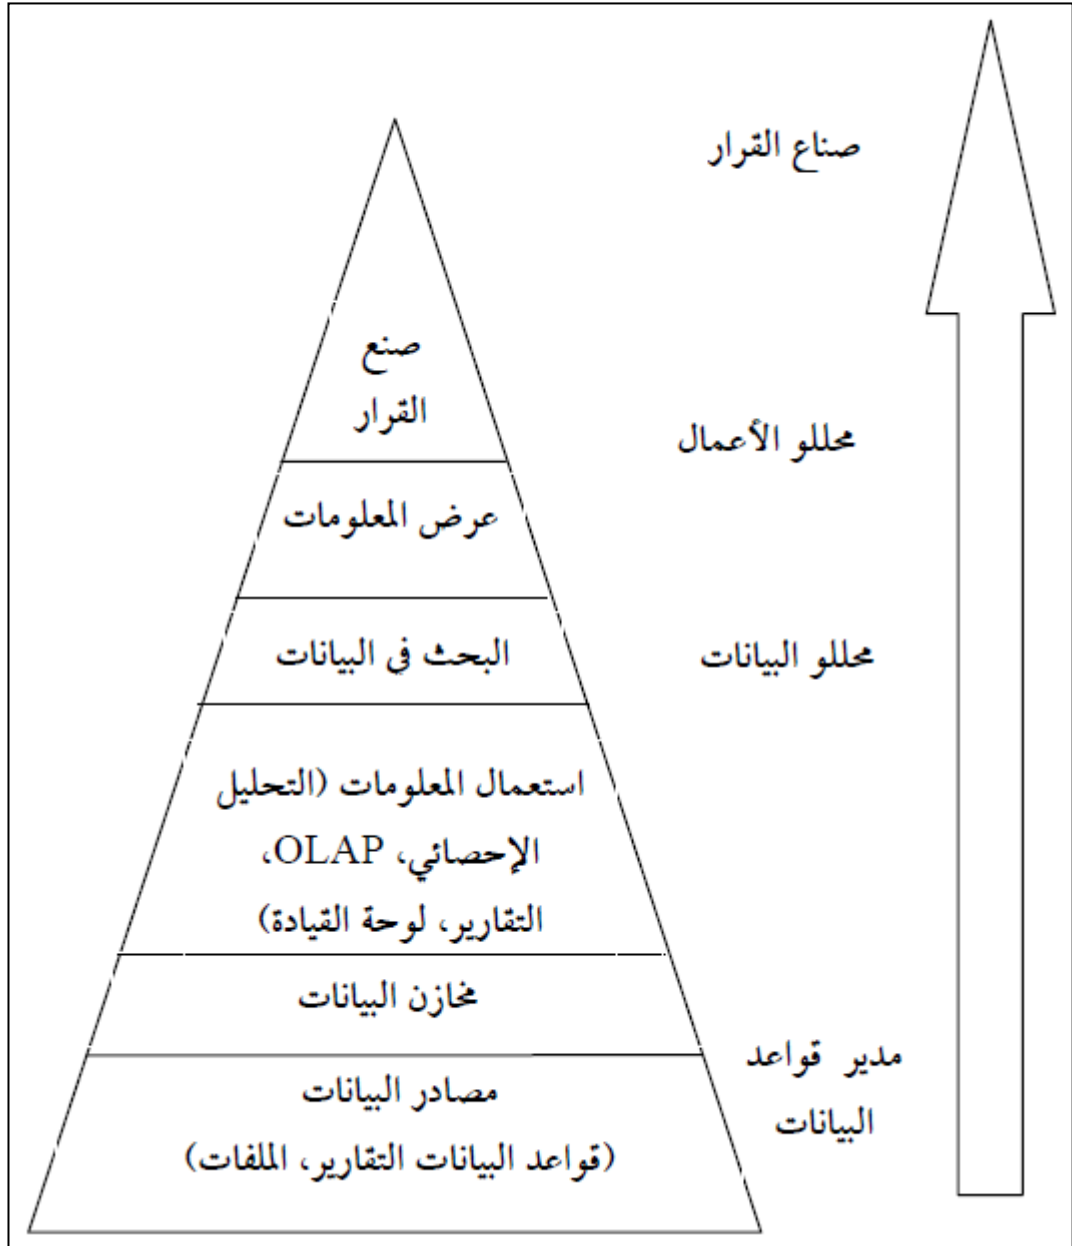 صناع القرار
صنع
القرار
محللو الأعمال
عرض المعلومات
البحث في البيانات
محللو البيانات
استعمال المعلومات (التحليل
الإحصائي، OLAP،
التقارير، لوحة القيادة)
مخازن البيانات
مدير قواعد
البيانات
مصادر البيانات
(قواعد البيانات التقارير، الملفات)